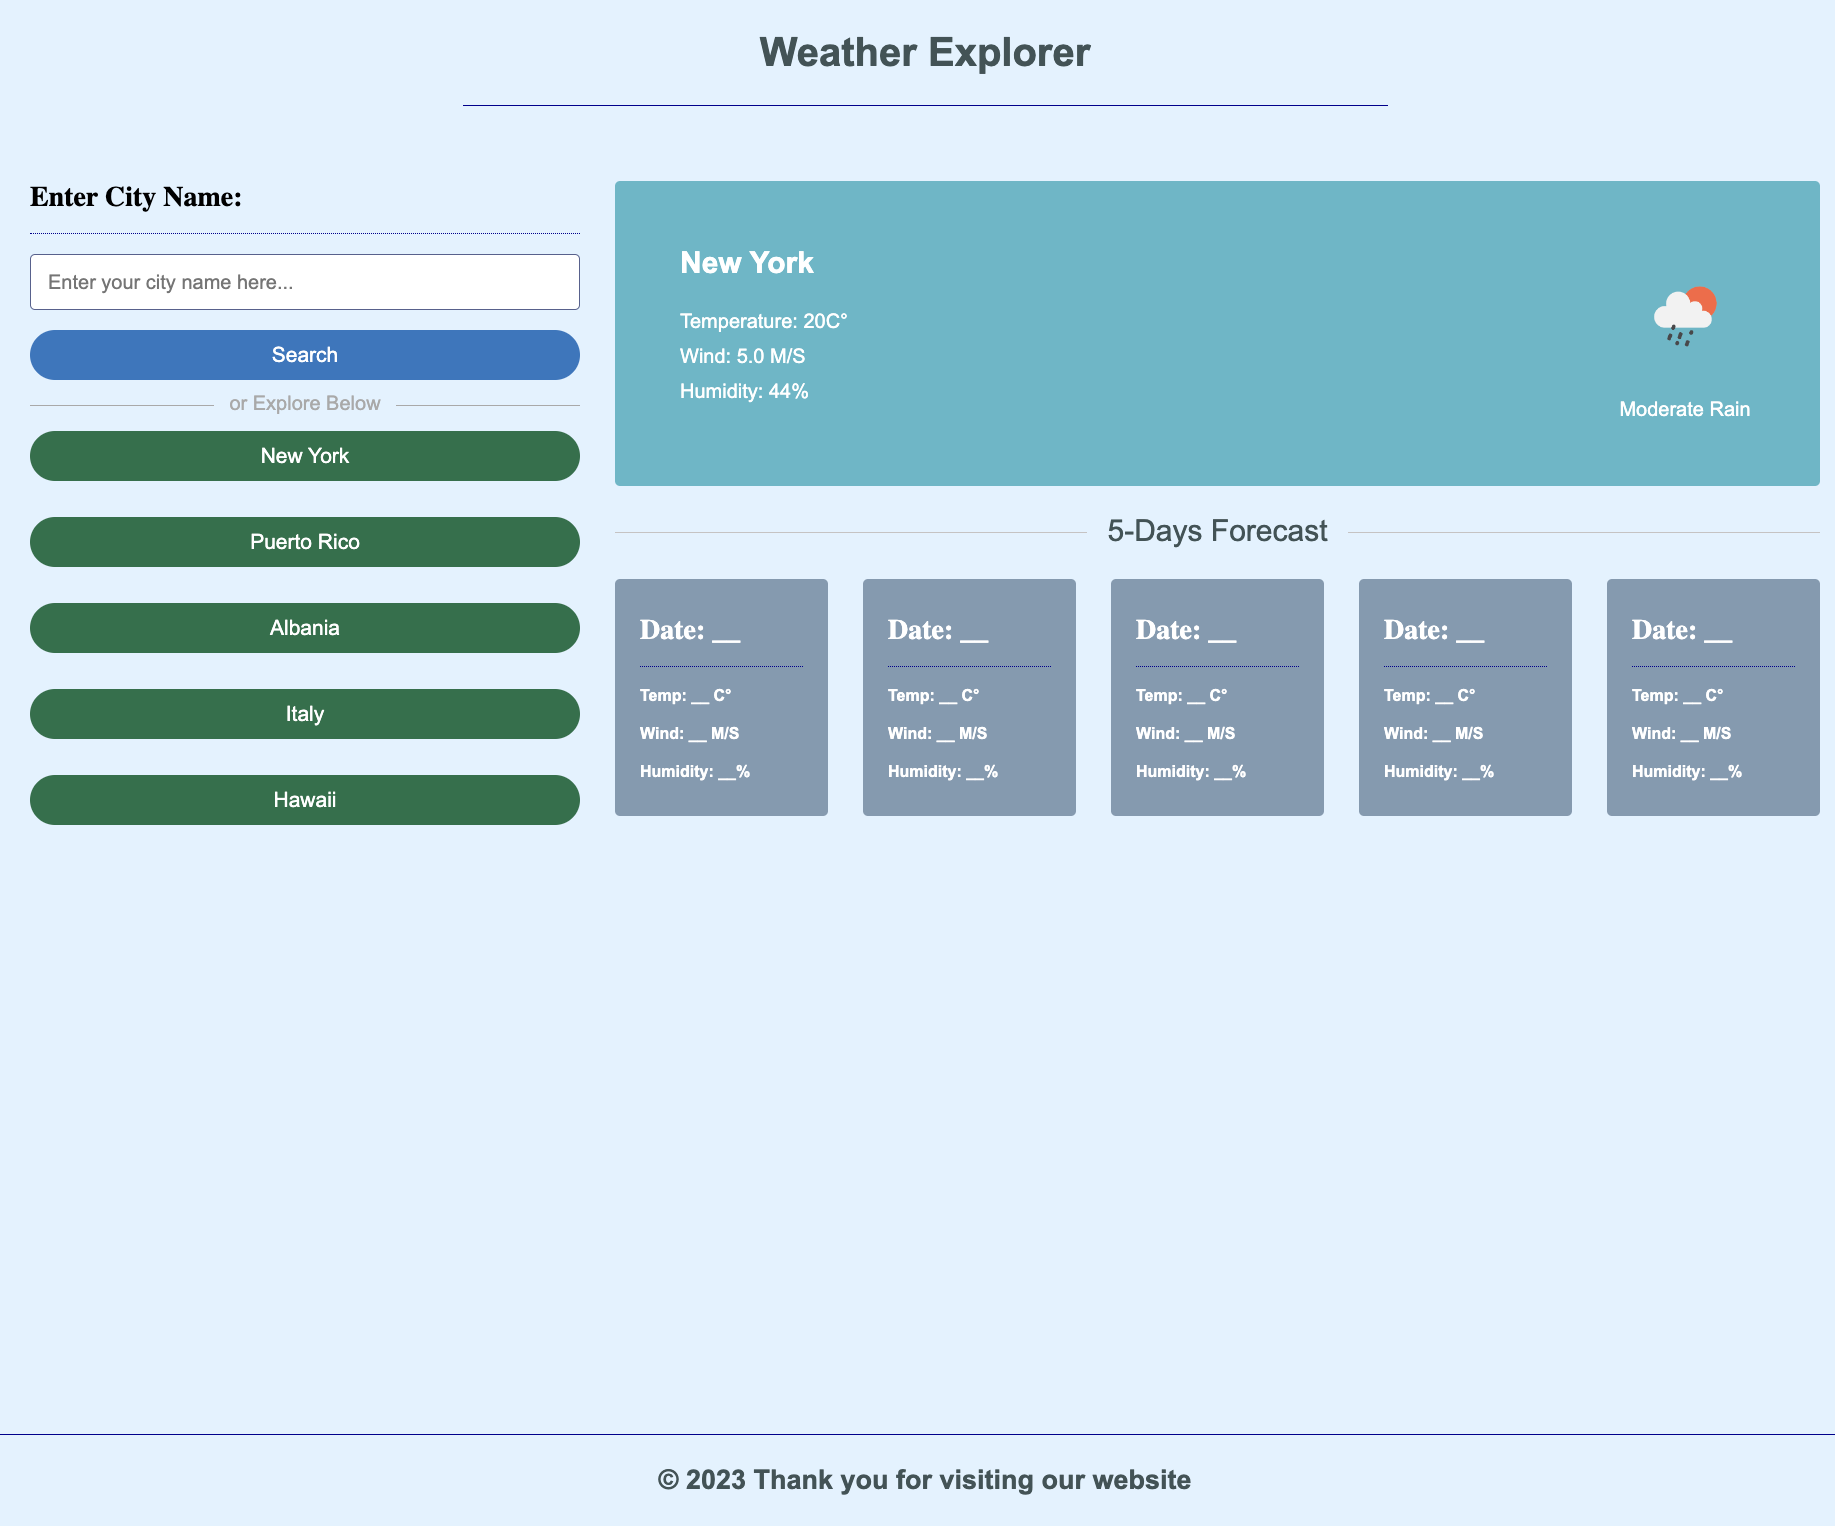 Weather Explorer
Enter City Name:
Enter your city name here...
Search
or Explore Below
New York
Puerto Rico
Albania
Italy
Hawaii
New York
Temperature: 20C°
Wind: 5.0 M/S
Humidity: 44%
Moderate Rain
5-Days Forecast
Date: __
Temp: __ C°
Wind: __ M/S
Humidity: __%
Date: __
Temp: __ C°
Wind: __ M/S
Humidity: __%
Date: __
Temp: __ C°
Wind: __ M/S
Humidity: __%
Date: __
Temp: __ C°
Wind: __ M/S
Humidity: __%
Date: __
Temp: __ C°
Wind: __ M/S
Humidity: __%
© 2023 Thank you for visiting our website